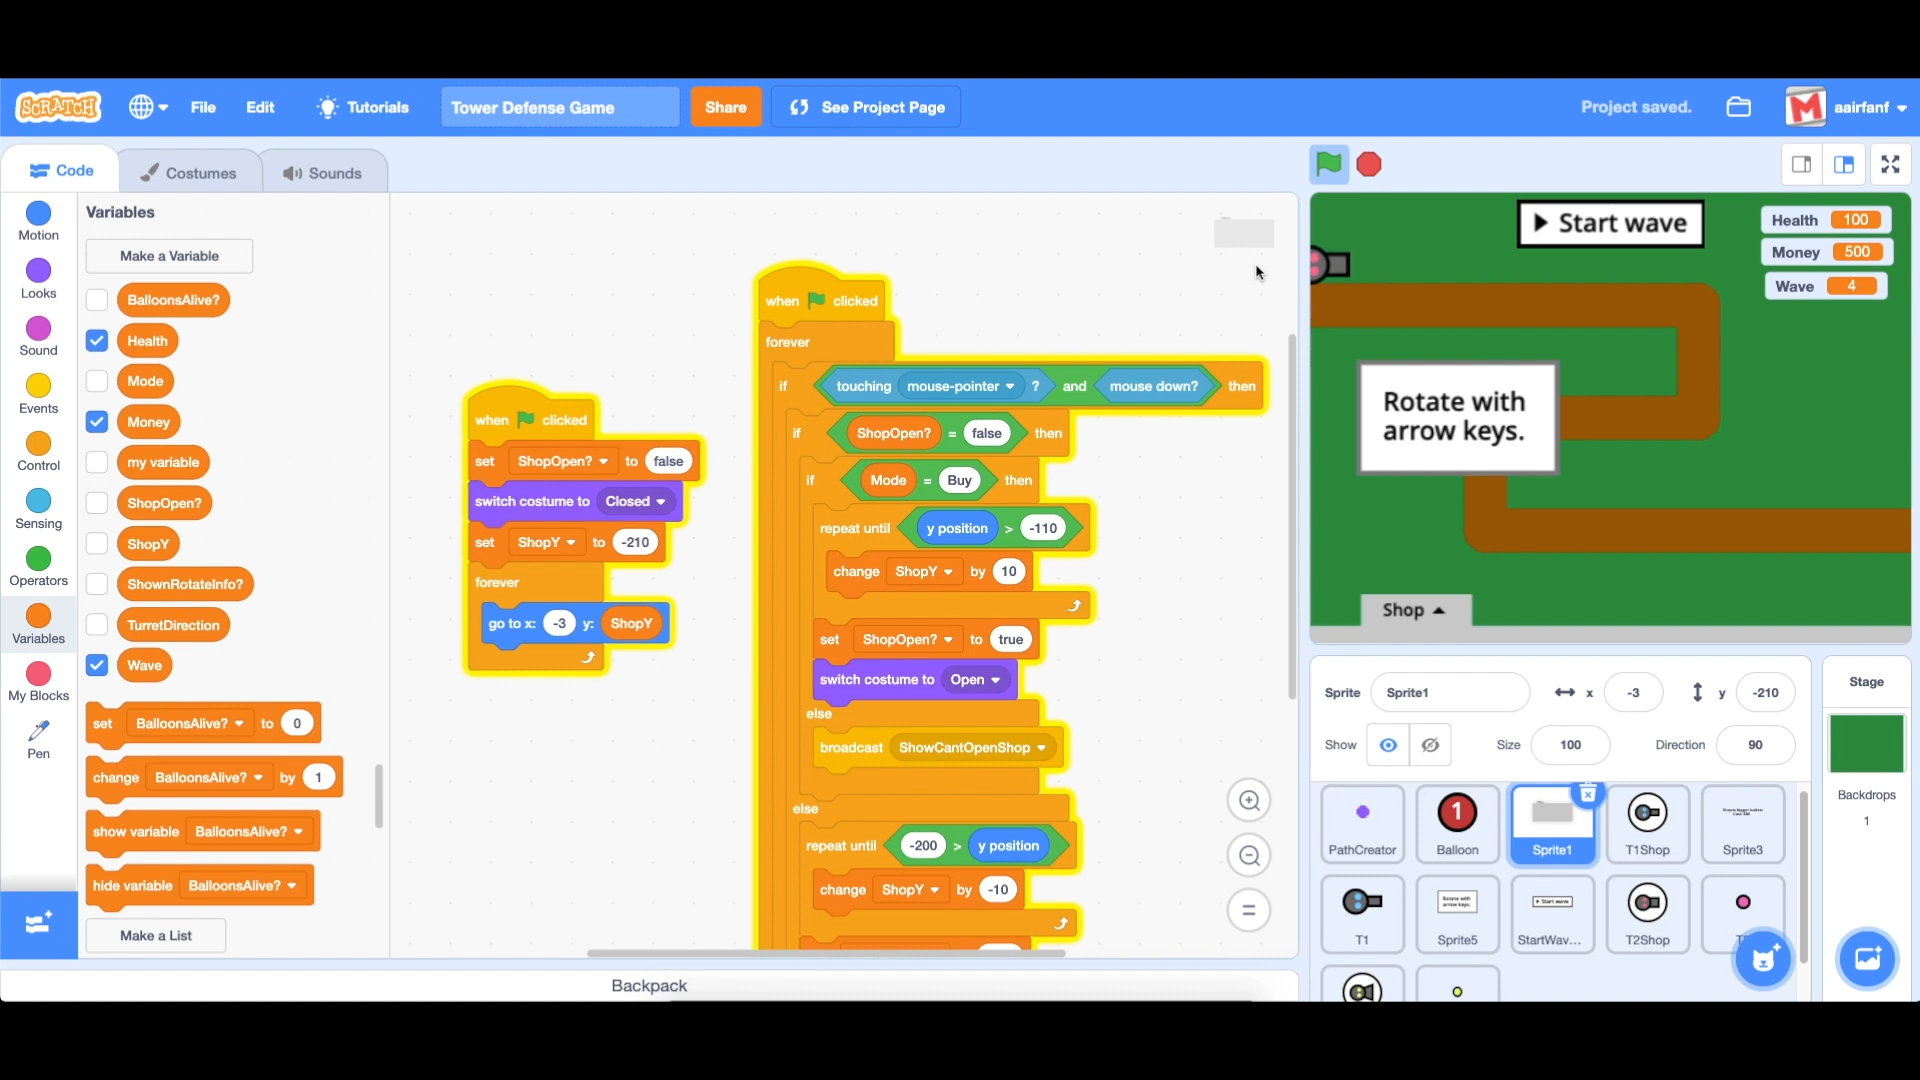 SCRATCH File Edit Tutorials Tower Defense Game Share See Project Page Project saved. aairfanf
Code Costumes Sounds
Motion
Looks
Sound
Events
Control
Sensing
Operators
Variables
My Blocks
Pen
Variables
Make a Variable
BalloonsAlive?
Health
Mode
Money
my variable
ShopOpen?
ShopY
ShownRotateInfo?
TurretDirection
Wave
set BalloonsAlive? to 0
change BalloonsAlive? by 1
show variable BalloonsAlive?
hide variable BalloonsAlive?
Make a List
when clicked
set ShopOpen? to false
switch costume to Closed
set ShopY to -210
forever
go to x: -3 y: ShopY
when clicked
forever
if touching mouse-pointer ? and mouse down? then
if ShopOpen? = false then
if Mode = Buy then
repeat until y position > -110
change ShopY by 10
set ShopOpen? to true
switch costume to Open
else
broadcast ShowCantOpenShop
else
repeat until -200 > y position
change ShopY by -10
Backpack
Start wave
Health 100
Money 500
Wave 4
Rotate with
arrow keys.
Shop
Sprite Sprite1 x -3 y -210
Show Size 100 Direction 90
Stage
Backdrops
1
1
PathCreator Balloon Sprite1 T1Shop Sprite3
Rotate with
arrow keys.
Start wave
T1 Sprite5 StartWav... T2Shop